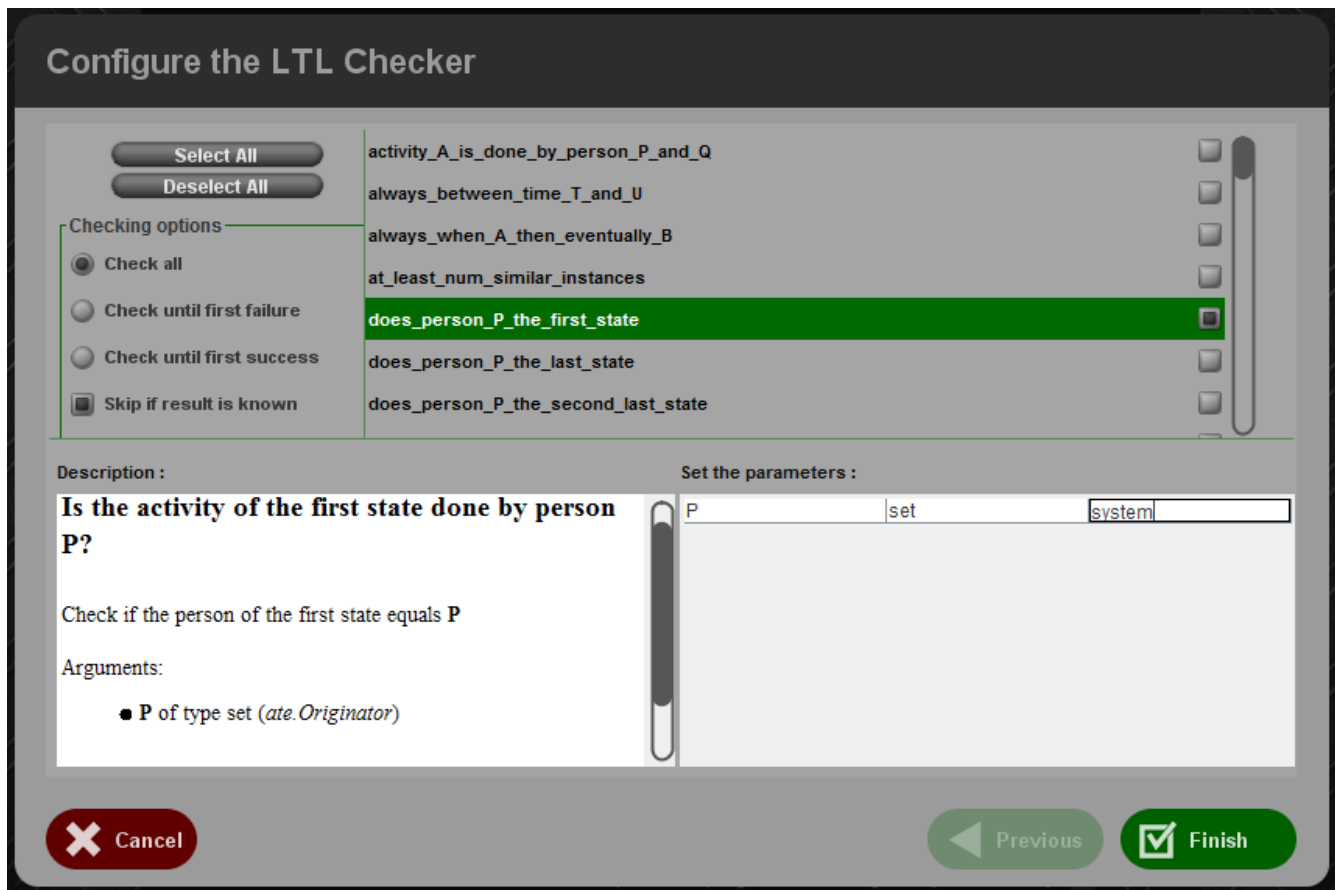 Configure the LTL Checker
Select All
Deselect All
Checking options
Check all
Check until first failure
Check until first success
Skip if result is known
activity_A_is_done_by_person_P_and_Q
always_between_time_T_and_U
always_when_A_then_eventually_B
at_least_num_similar_instances
does_person_P_the_first_state
does_person_P_the_last_state
does_person_P_the_second_last_state
Description :
Is the activity of the first state done by person
P?
Check if the person of the first state equals P
Arguments:
P of type set (ate.Originator)
Set the parameters :
P set system
Cancel
Previous
Finish